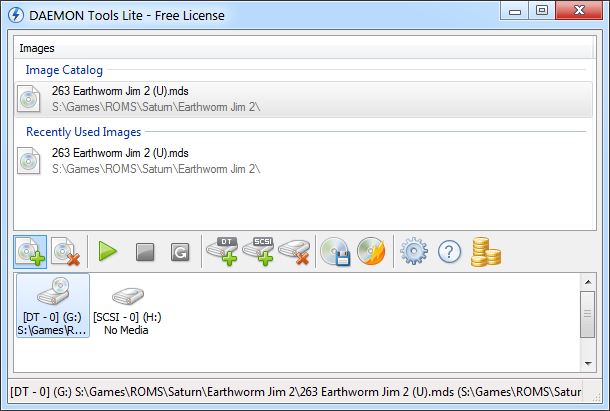 DAEMON Tools Lite - Free License
Images
Image Catalog
263 Earthworm Jim 2 (U).mds
S:\Games\ROMS\Saturn\Earthworm Jim 2\
Recently Used Images
263 Earthworm Jim 2 (U).mds
S:\Games\ROMS\Saturn\Earthworm Jim 2\
G DT SCSI ?
[DT - 0] (G:) [SCSI - 0] (H:)
S:\Games\R... No Media
[DT - 0] (G:) S:\Games\ROMS\Saturn\Earthworm Jim 2\263 Earthworm Jim 2 (U).mds (S:\Games\ROMS\Satur